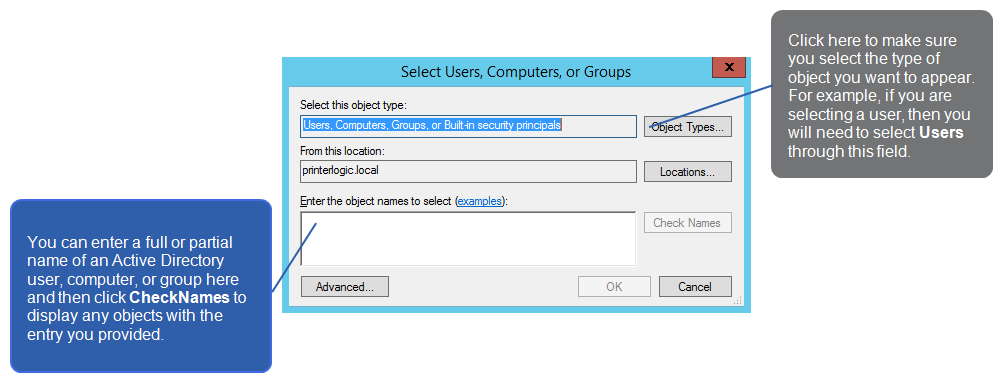 Click here to make sure
you select the type of
object you want to appear.
For example, if you are
selecting a user, then you
will need to select Users
through this field.
Select Users, Computers, or Groups
x
Select this object type:
Users, Computers, Groups, or Built-in security principals
Object Types...
From this location:
printerlogic.local
Locations...
Enter the object names to select (examples):
Check Names
Advanced...
OK
Cancel
You can enter a full or partial
name of an Active Directory
user, computer, or group here
and then click CheckNames to
display any objects with the
entry you provided.